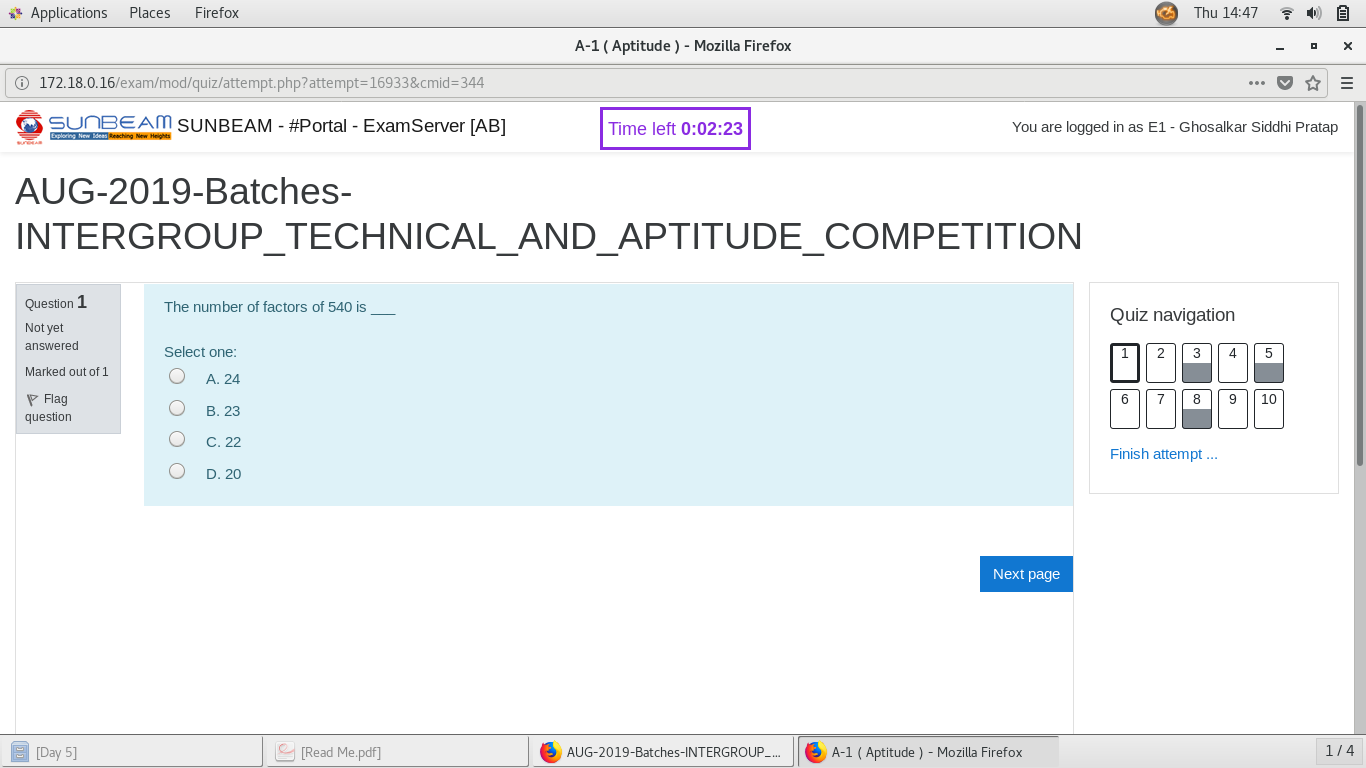 Applications Places Firefox Thu 14:47
A-1 ( Aptitude ) - Mozilla Firefox
172.18.0.16/exam/mod/quiz/attempt.php?attempt=16933&cmid=344
SUNBEAM
Exploring New Ideas Reaching New Heights
SUNBEAM
SUNBEAM - #Portal - ExamServer [AB]
Time left 0:02:23
You are logged in as E1 - Ghosalkar Siddhi Pratap
AUG-2019-Batches-
INTERGROUP_TECHNICAL_AND_APTITUDE_COMPETITION
Question 1
Not yet
answered
Marked out of 1
Flag
question
The number of factors of 540 is ___
Select one:
A. 24
B. 23
C. 22
D. 20
Next page
Quiz navigation
1 2 3 4 5
6 7 8 9 10
Finish attempt ...
[Day 5] [Read Me.pdf] AUG-2019-Batches-INTERGROUP_... A-1 ( Aptitude ) - Mozilla Firefox 1 / 4